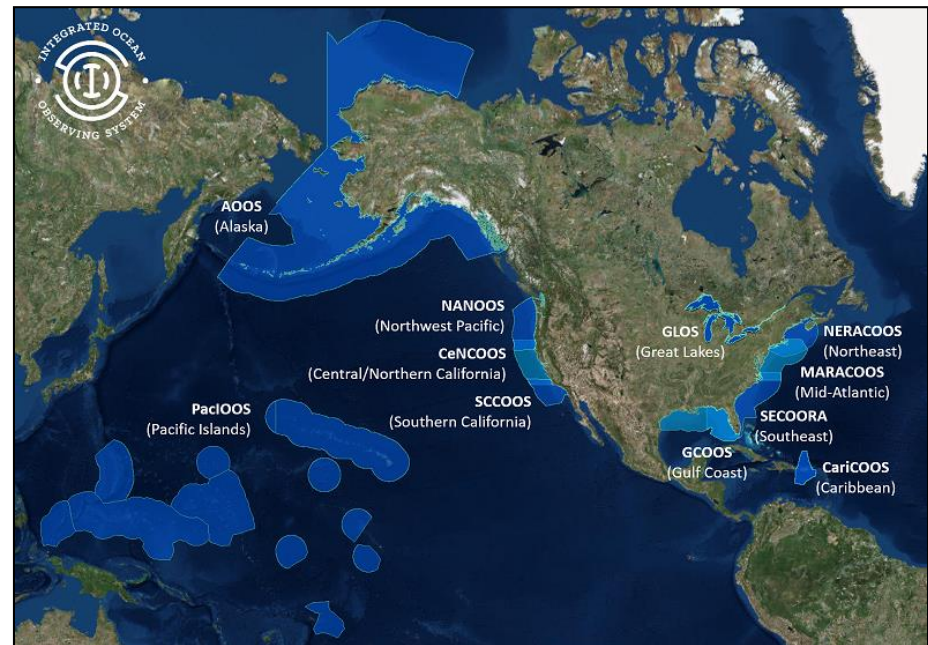 INTEGRATED OCEAN
OBSERVING SYSTEM
AOOS
(Alaska)
NANOOS
(Northwest Pacific)
CeNCOOS
(Central/Northern California)
SCCOOS
(Southern California)
PacIOOS
(Pacific Islands)
GLOS
(Great Lakes)
NERACOOS
(Northeast)
MARACOOS
(Mid-Atlantic)
SECOORA
(Southeast)
GCOOS
(Gulf Coast)
CariCOOS
(Caribbean)